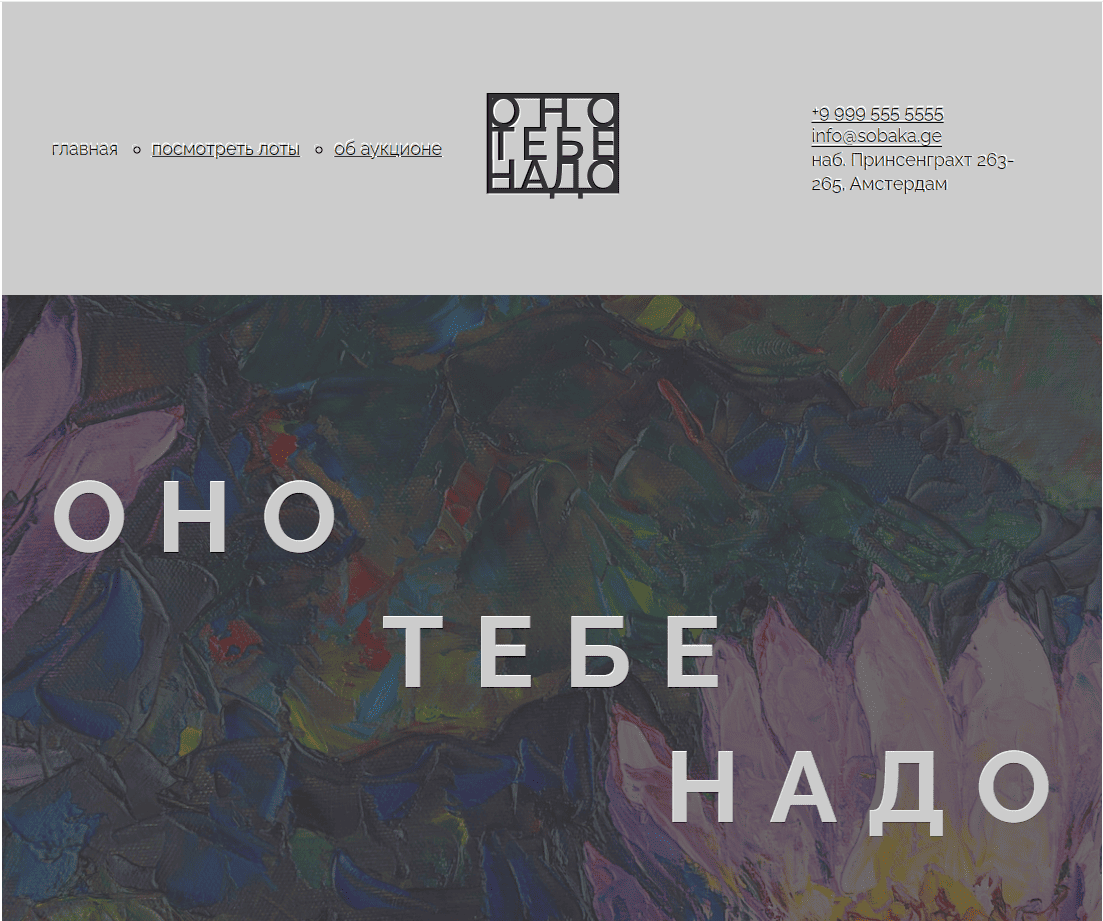 главная
посмотреть лоты
об аукционе
ОНО
ТЕБЕ
НАДО
+9 999 555 5555
info@sobaka.ge
наб. Принсенграхт 263-
265, Амстердам
ОНО
ТЕБЕ
НАДО